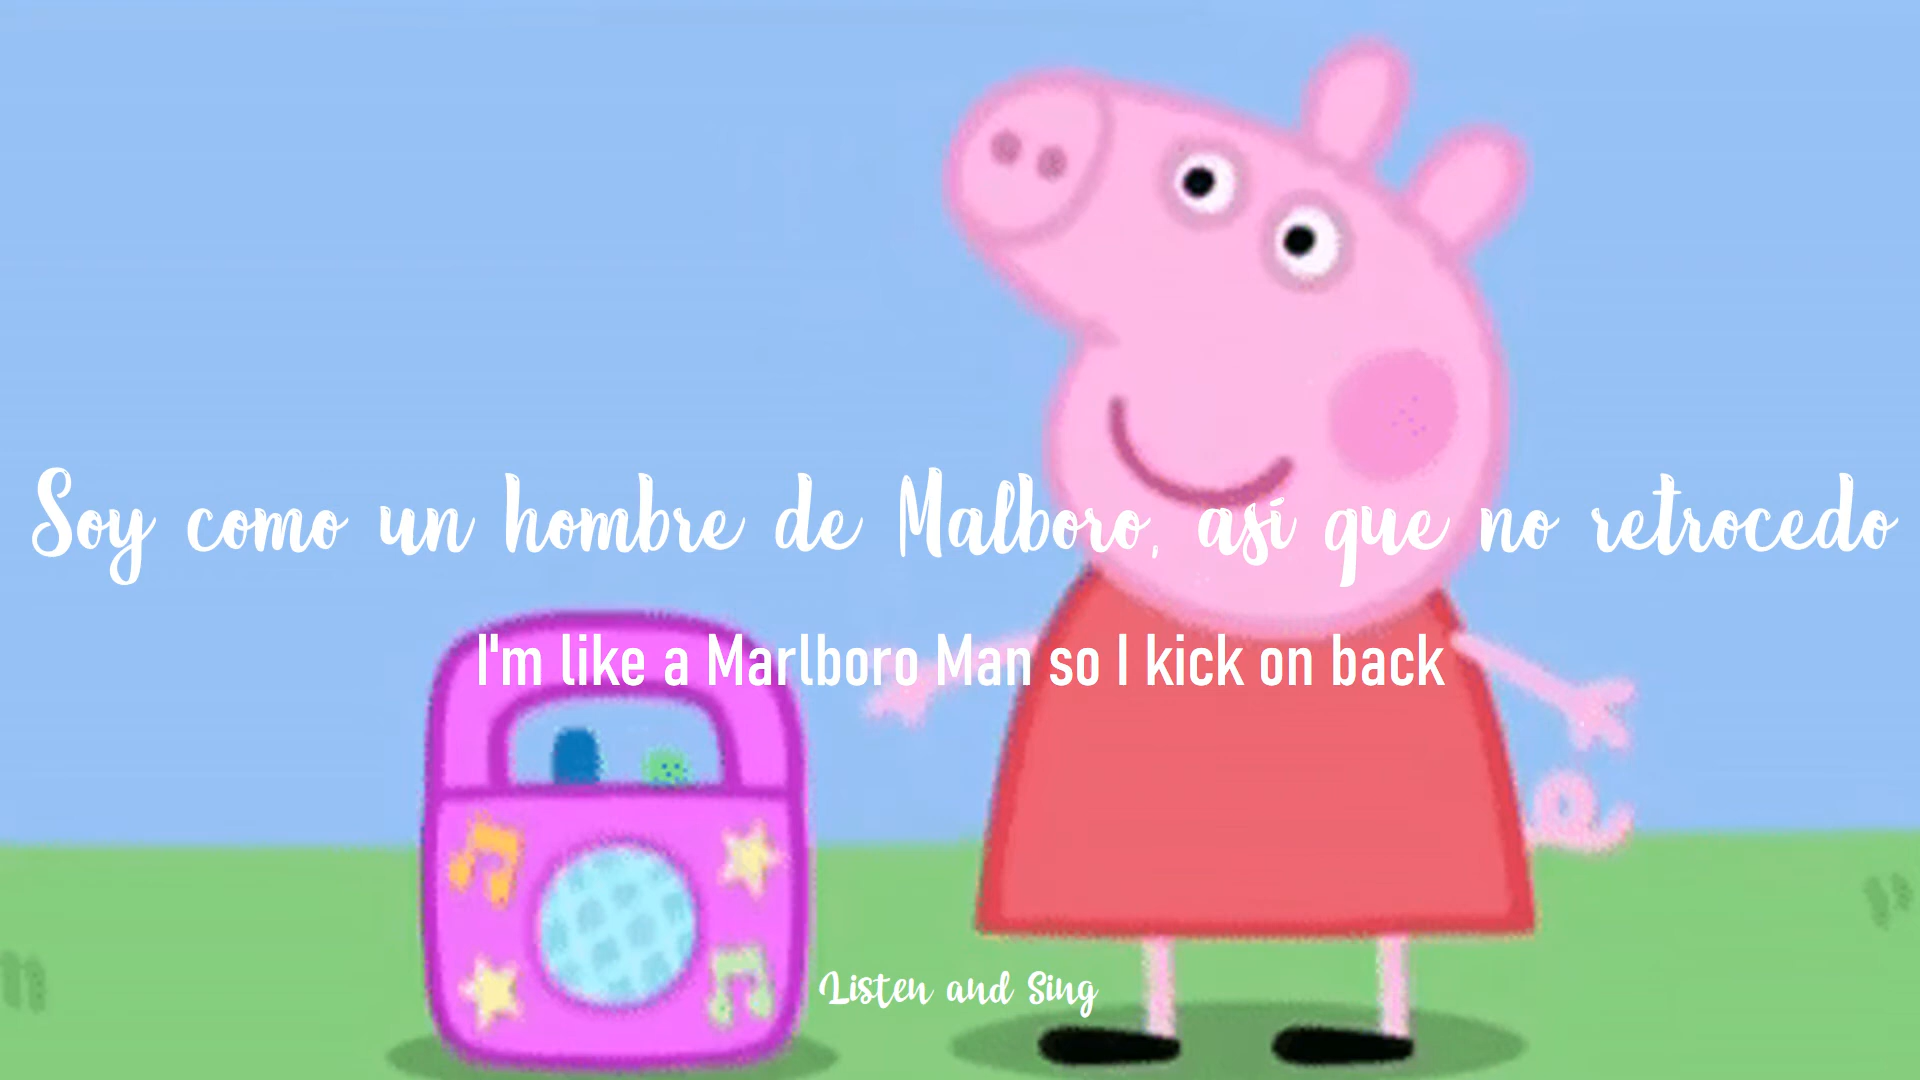 Soy como un hombre de Malboro, así que no retrocedo
I'm like a Marlboro Man so I kick on back
Listen and Sing